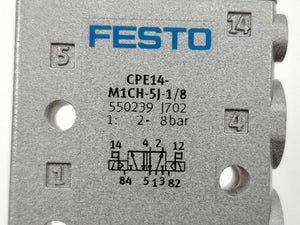 14
FESTO
5
CPE14-
M1CH-5J-1/8
550239 J702
1: 2- 8bar
4
14 4 2 12
1
84 5 1 3 82